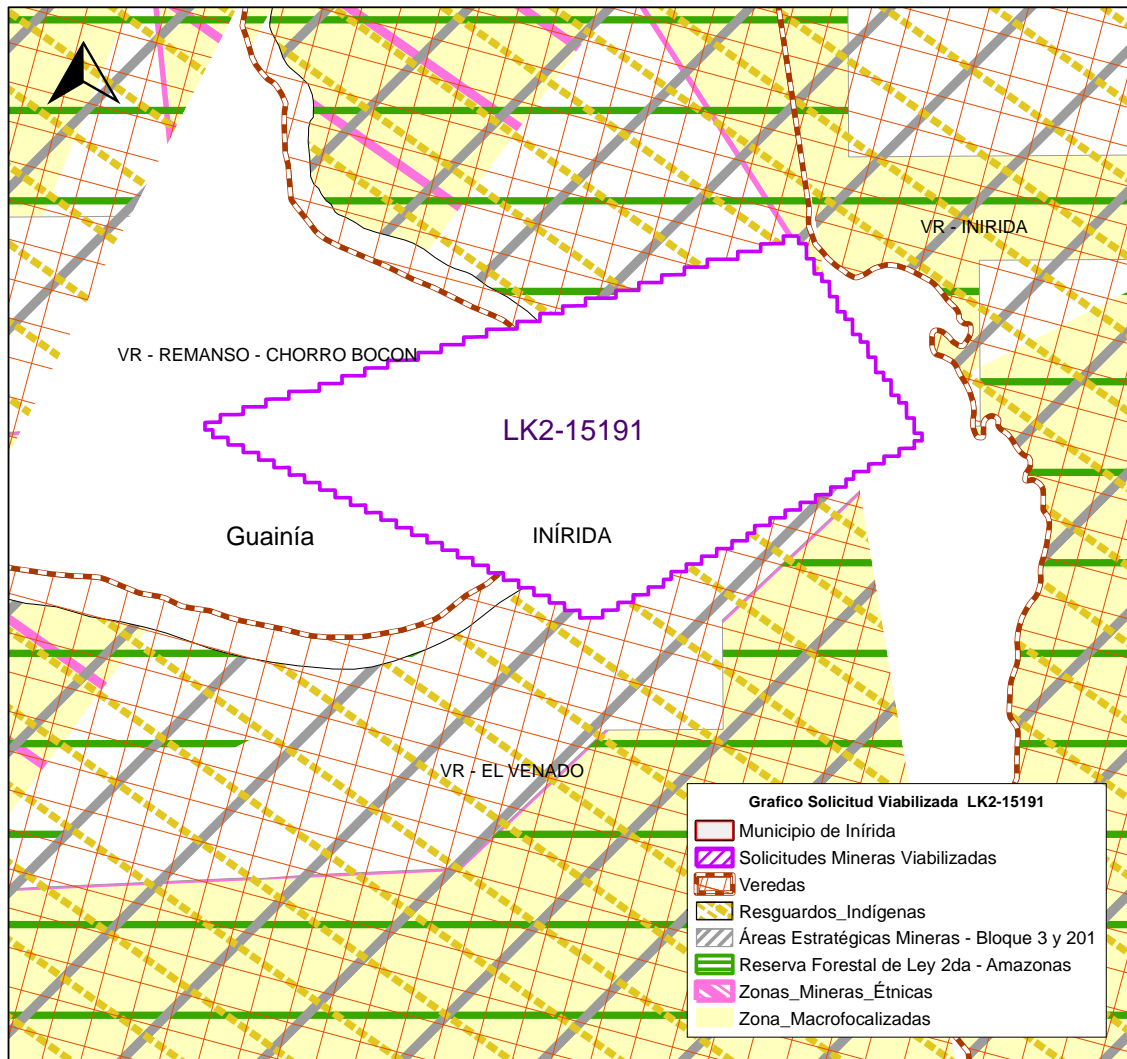 VR - INIRIDA
VR - REMANSO - CHORRO BOCON
LK2-15191
Guainía
INÍRIDA
VR - EL VENADO
Grafico Solicitud Viabilizada LK2-15191
Municipio de Inírida
Solicitudes Mineras Viabilizadas
Veredas
Resguardos_Indígenas
Áreas Estratégicas Mineras - Bloque 3 y 201
Reserva Forestal de Ley 2da - Amazonas
Zonas_Mineras_Étnicas
Zona_Macrofocalizadas